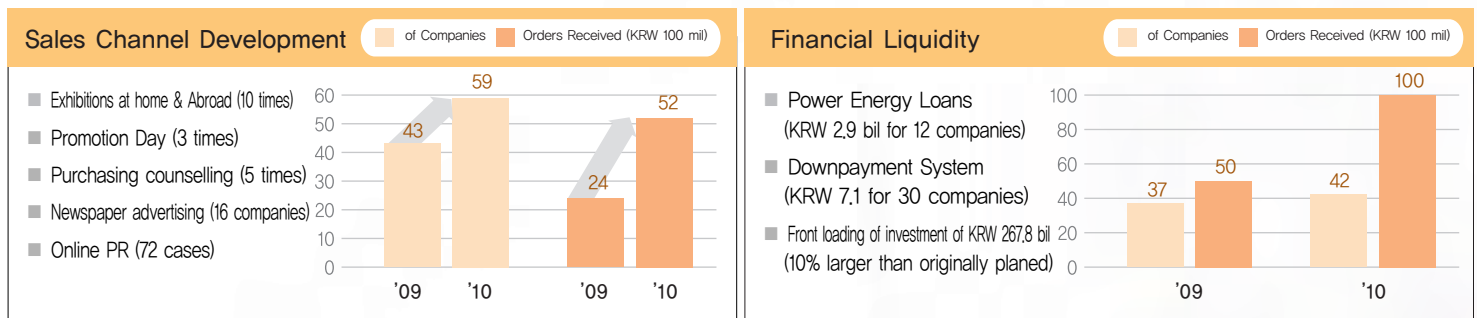 Sales Channel Development
of Companies
Orders Received (KRW 100 mil)
Exhibitions at home & Abroad (10 times)
Promotion Day (3 times)
Purchasing counselling (5 times)
Newspaper advertising (16 companies)
Online PR (72 cases)
60
50
40
30
20
10
0
43
59
24
52
'09
'10
'09
'10
Financial Liquidity
of Companies
Orders Received (KRW 100 mil)
Power Energy Loans
(KRW 2.9 bil for 12 companies)
Downpayment System
(KRW 7.1 for 30 companies)
Front loading of investment of KRW 267.8 bil
(10% larger than originally planed)
100
80
60
40
20
0
37
50
42
100
'09
'10